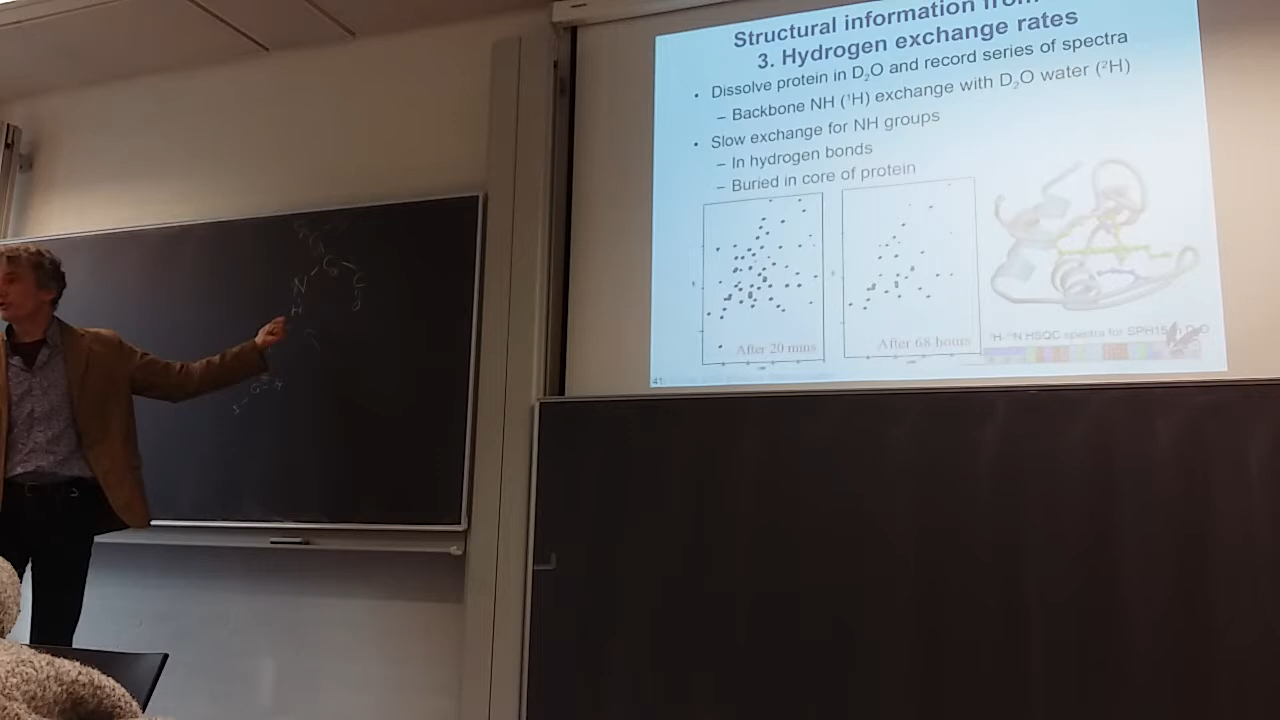 Structural information from
3. Hydrogen exchange rates
• Dissolve protein in D₂O and record series of spectra
– Backbone NH (¹H) exchange with D₂O water (²H)
• Slow exchange for NH groups
– In hydrogen bonds
– Buried in core of protein
After 20 mins
After 68 hours
¹H-¹⁵N HSQC spectra for SPH15 in D₂O
41
N
H